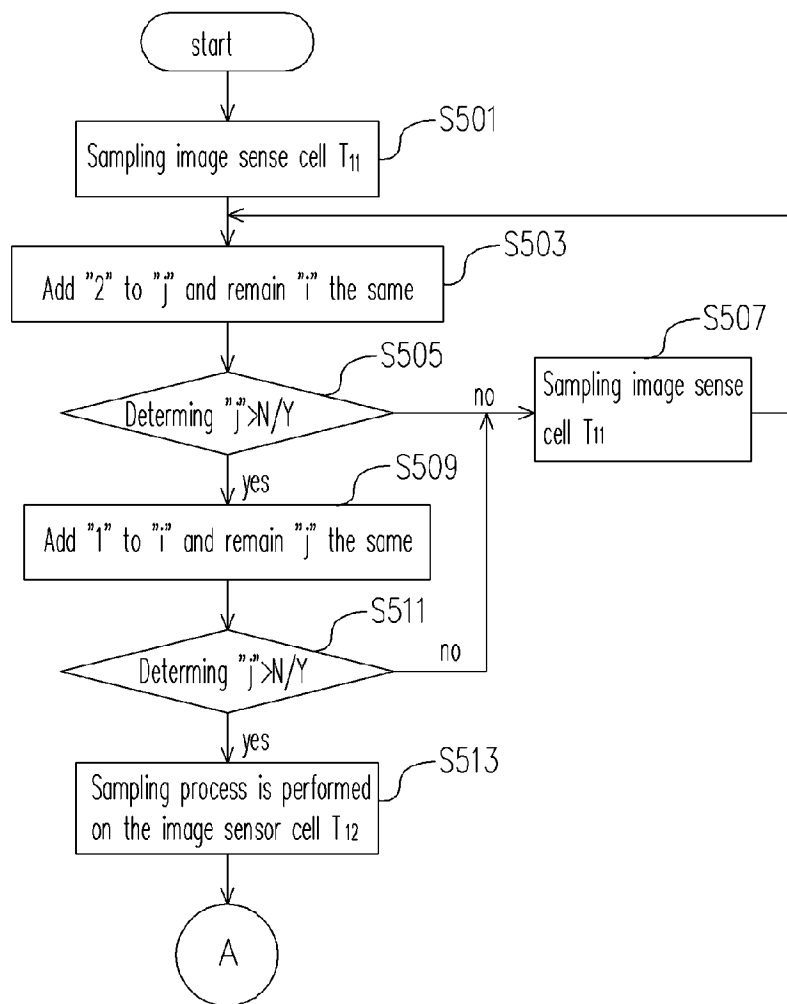 start
S501
Sampling image sense cell T11
S503
Add "2" to "j" and remain "i" the same
S505
Determing "j">N/Y
no
S507
Sampling image sense
cell T11
yes
S509
Add "1" to "i" and remain "j" the same
S511
Determing "j">N/Y
no
yes
S513
Sampling process is performed
on the image sensor cell T12
A